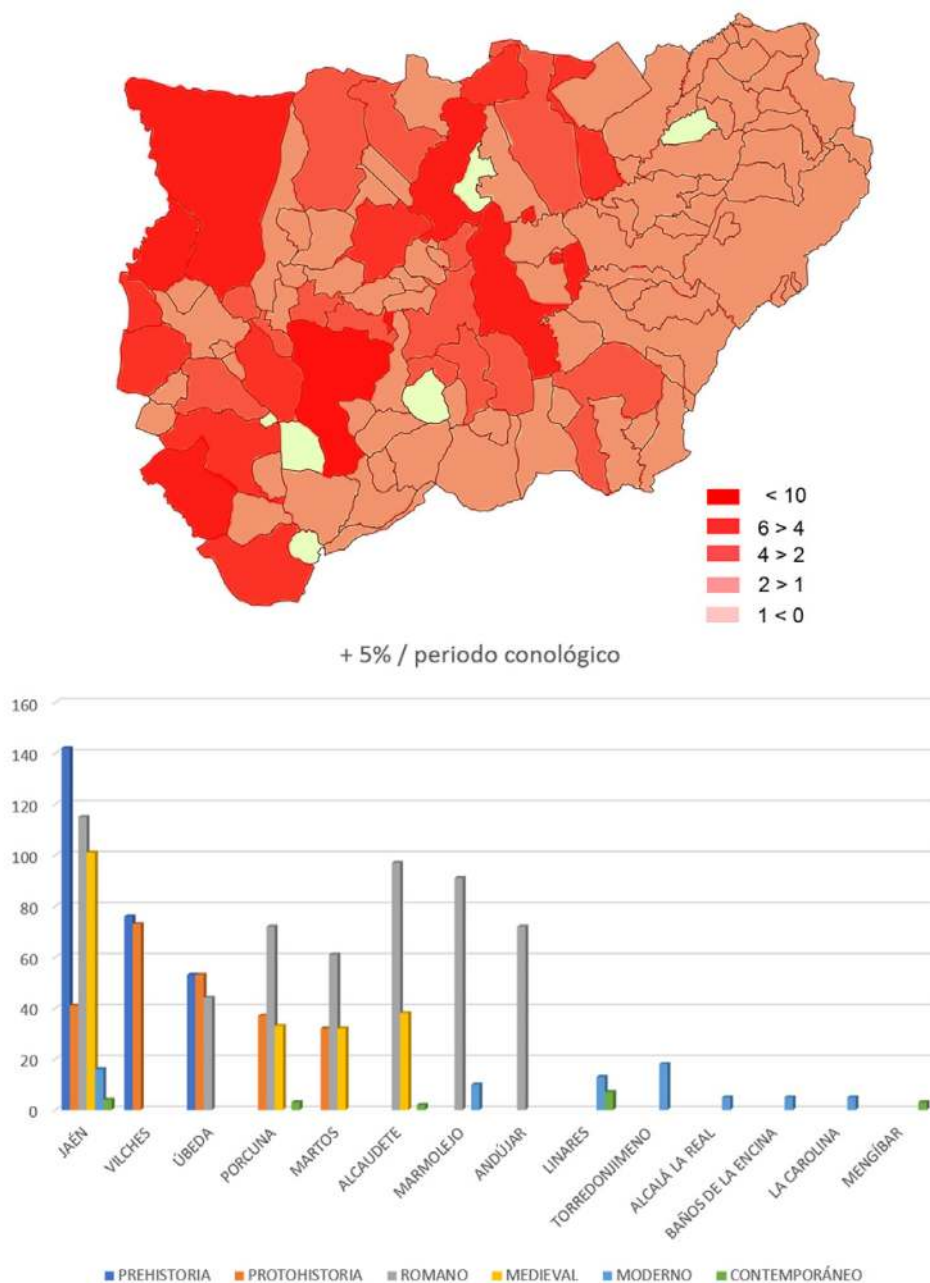 < 10
6 > 4
4 > 2
2 > 1
1 < 0
+ 5% / periodo conológico
160
140
120
100
80
60
40
20
0
JAÉN
VILCHES
ÚBEDA
PORCUNA
MARTOS
ALCAUDETE
MARMOLEJO
ANDÚJAR
LINARES
TORREDONJIMENO
ALCALÁ LA REAL
BAÑOS DE LA ENCINA
LA CAROLINA
MENGÍBAR
PREHISTORIA PROTOHISTORIA ROMANO MEDIEVAL MODERNO CONTEMPORÁNEO